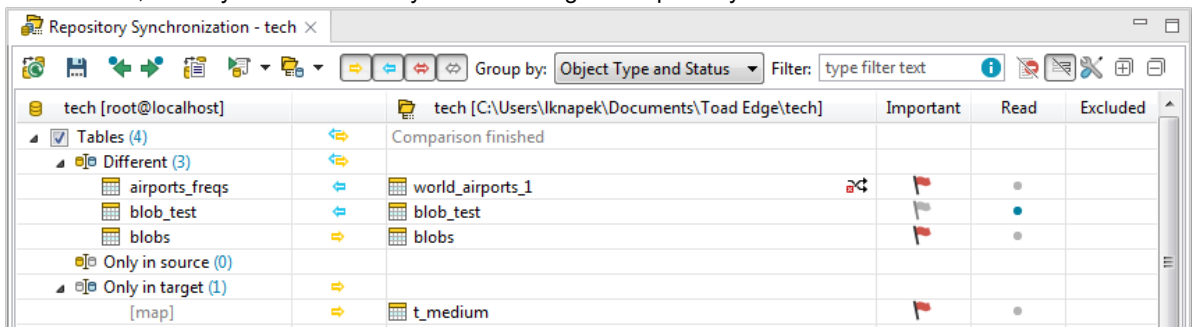 Repository Synchronization - tech
Group by: Object Type and Status Filter: type filter text
tech [root@localhost] tech [C:\Users\lknapek\Documents\Toad Edge\tech] Important Read Excluded
Tables (4) Comparison finished
Different (3)
airports_freqs world_airports_1
blob_test blob_test
blobs blobs
Only in source (0)
Only in target (1)
[map] t_medium